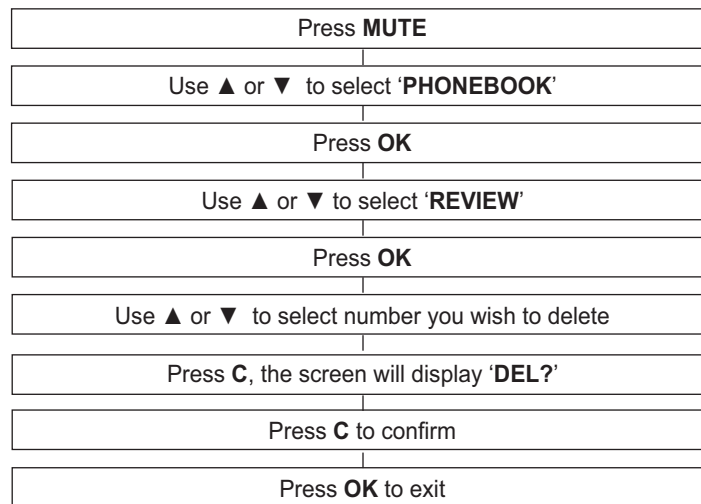 Press MUTE
Use ▲ or ▼ to select ‘PHONEBOOK’
Press OK
Use ▲ or ▼ to select ‘REVIEW’
Press OK
Use ▲ or ▼ to select number you wish to delete
Press C, the screen will display ‘DEL?’
Press C to confirm
Press OK to exit